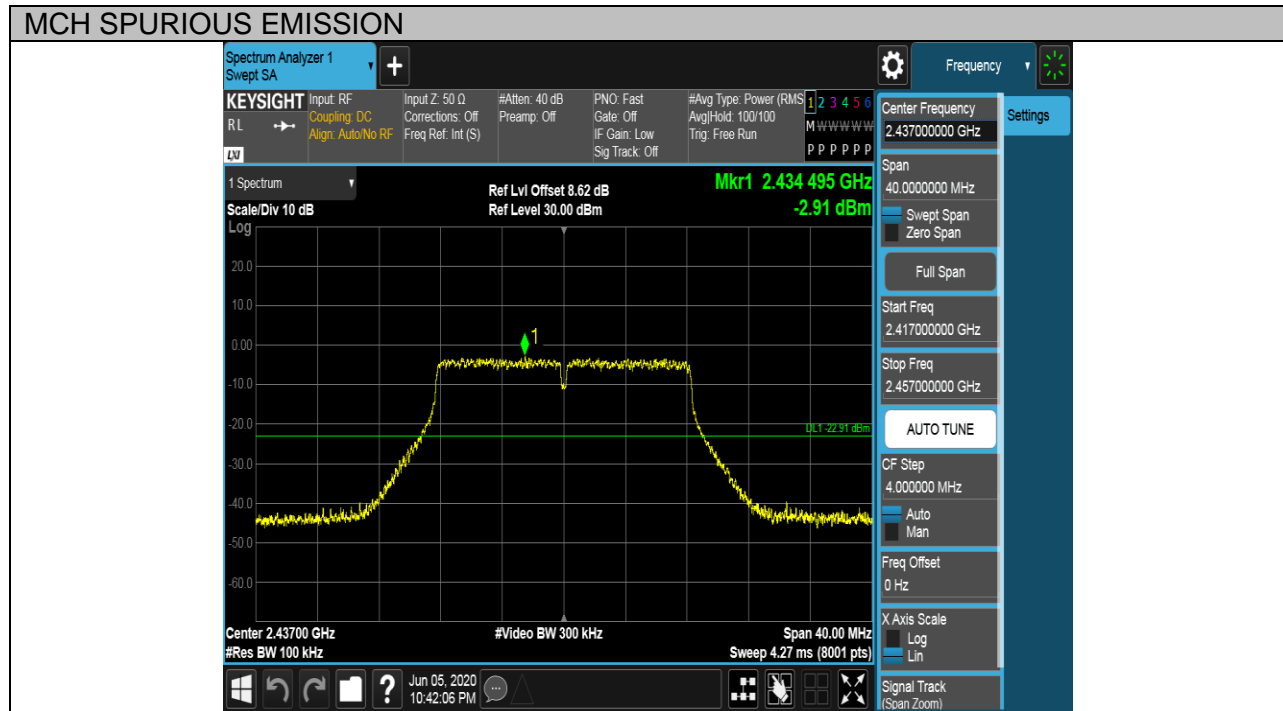 MCH SPURIOUS EMISSION
Spectrum Analyzer 1
Swept SA
+
Frequency
KEYSIGHT
RL
LXI
Input: RF
Coupling: DC
Align: Auto/No RF
Input Z: 50 Ω
Corrections: Off
Freq Ref: Int (S)
#Atten: 40 dB
Preamp: Off
PNO: Fast
Gate: Off
IF Gain: Low
Sig Track: Off
#Avg Type: Power (RMS
Avg|Hold: 100/100
Trig: Free Run
1 2 3 4 5 6
M W W W W W
P P P P P P
1 Spectrum
Scale/Div 10 dB
Log
Ref Lvl Offset 8.62 dB
Ref Level 30.00 dBm
Mkr1 2.434 495 GHz
-2.91 dBm
20.0
10.0
0.00
-10.0
-20.0
-30.0
-40.0
-50.0
-60.0
1
DL1 -22.91 dBm
Center 2.43700 GHz
#Res BW 100 kHz
#Video BW 300 kHz
Span 40.00 MHz
Sweep 4.27 ms (8001 pts)
Center Frequency
2.437000000 GHz
Settings
Span
40.0000000 MHz
Swept Span
Zero Span
Full Span
Start Freq
2.417000000 GHz
Stop Freq
2.457000000 GHz
AUTO TUNE
CF Step
4.000000 MHz
Auto
Man
Freq Offset
0 Hz
X Axis Scale
Log
Lin
Signal Track
(Span Zoom)
?
Jun 05, 2020
10:42:06 PM